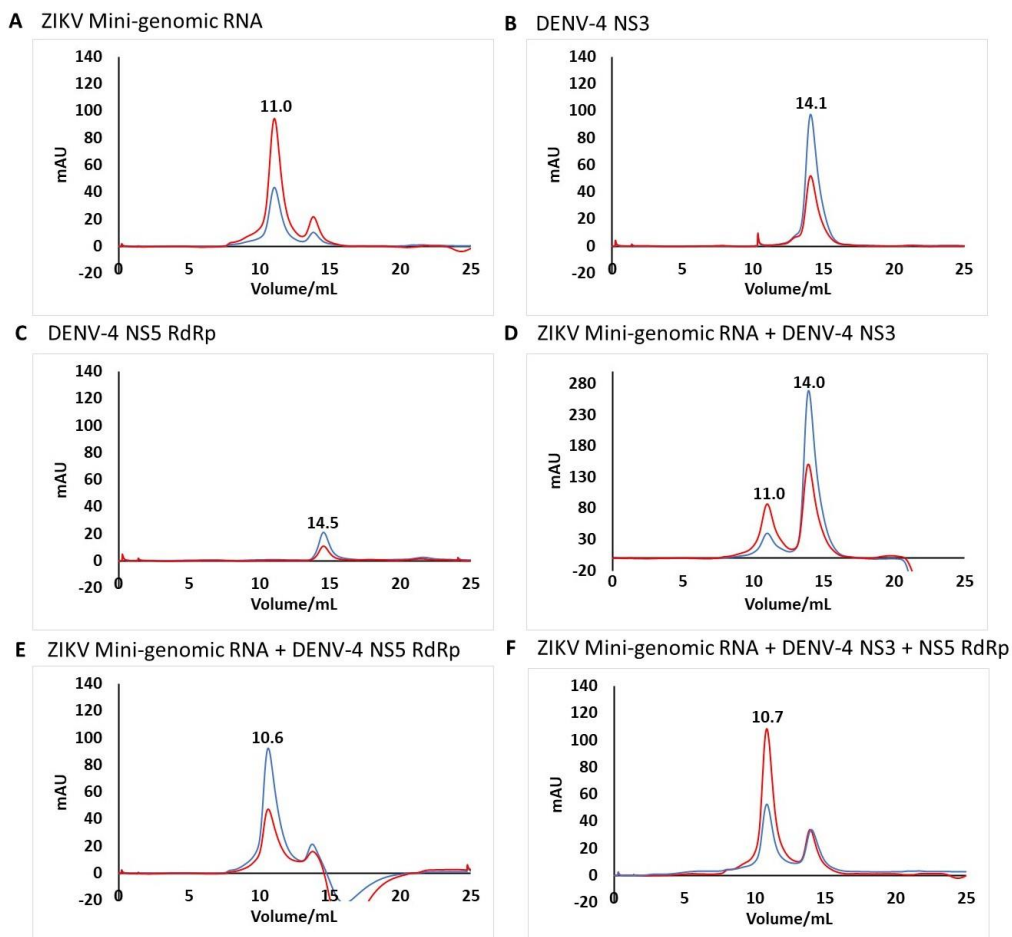 A ZIKV Mini-genomic RNA
140
120
100
80
60
40
20
0
-20
mAU
11.0
0 5 10 15 20 25
Volume/mL
B DENV-4 NS3
140
120
100
80
60
40
20
0
-20
mAU
14.1
0 5 10 15 20 25
Volume/mL
C DENV-4 NS5 RdRp
140
120
100
80
60
40
20
0
-20
mAU
14.5
0 5 10 15 20 25
Volume/mL
D ZIKV Mini-genomic RNA + DENV-4 NS3
280
230
180
130
80
30
-20
mAU
11.0
14.0
0 5 10 15 20 25
Volume/mL
E ZIKV Mini-genomic RNA + DENV-4 NS5 RdRp
140
120
100
80
60
40
20
0
-20
mAU
10.6
0 5 10 15 20 25
Volume/mL
F ZIKV Mini-genomic RNA + DENV-4 NS3 + NS5 RdRp
140
120
100
80
60
40
20
0
-20
mAU
10.7
0 5 10 15 20 25
Volume/mL